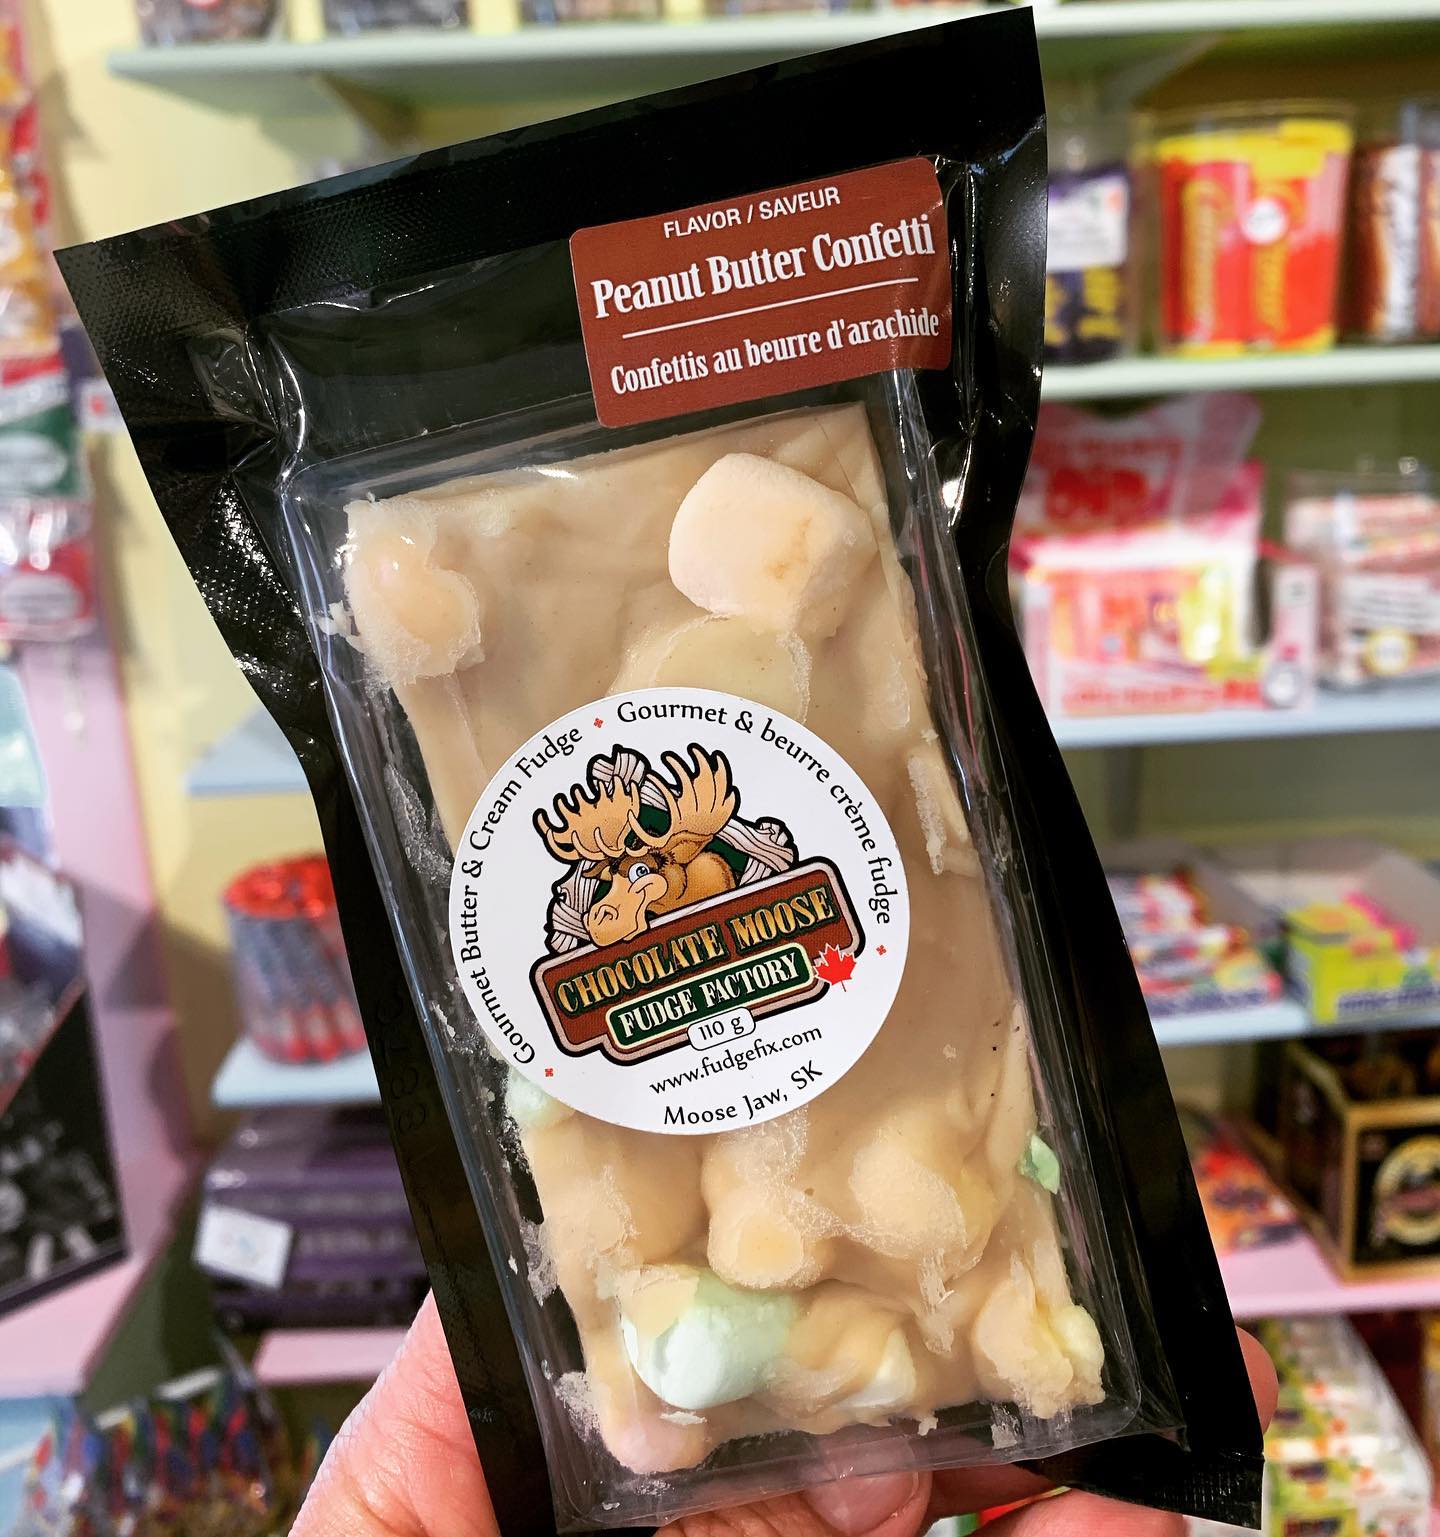 FLAVOR / SAVEUR
Peanut Butter Confetti
Confettis au beurre d'arachide
Gourmet Butter & Cream Fudge
Gourmet & beurre crème fudge
CHOCOLATE MOOSE
FUDGE FACTORY
110 g
www.fudgefix.com
Moose Jaw, SK